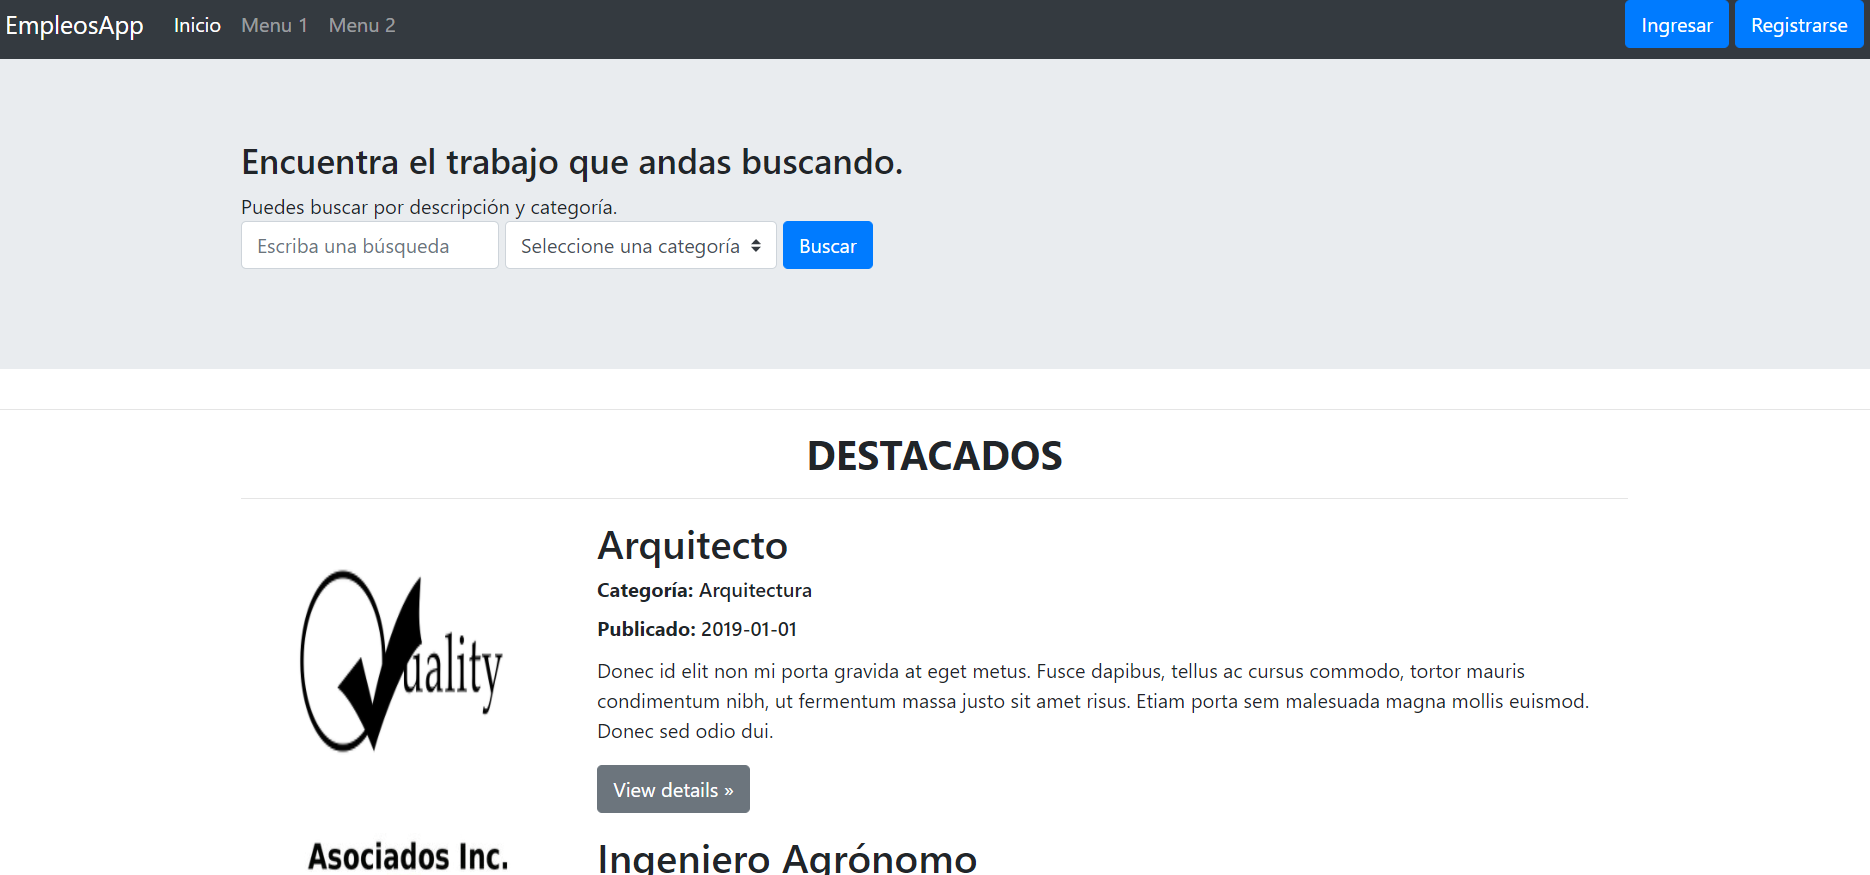 EmpleosApp Inicio Menu 1 Menu 2 Ingresar Registrarse
Encuentra el trabajo que andas buscando.
Puedes buscar por descripción y categoría.
Escriba una búsqueda Seleccione una categoría Buscar
DESTACADOS
Arquitecto
Categoría: Arquitectura
Publicado: 2019-01-01
Quality
Donec id elit non mi porta gravida at eget metus. Fusce dapibus, tellus ac cursus commodo, tortor mauris
condimentum nibh, ut fermentum massa justo sit amet risus. Etiam porta sem malesuada magna mollis euismod.
Donec sed odio dui.
View details »
Asociados Inc.
Ingeniero Agrónomo